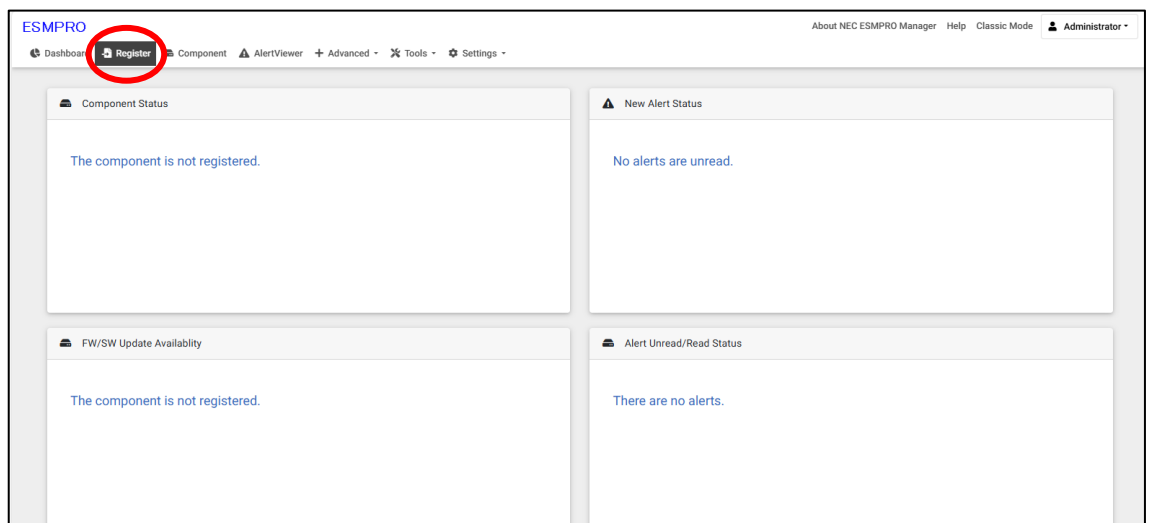 ESMPRO
About NEC ESMPRO Manager Help Classic Mode Administrator
Dashboard Register Component AlertViewer Advanced Tools Settings
Component Status
The component is not registered.
New Alert Status
No alerts are unread.
FW/SW Update Availablity
The component is not registered.
Alert Unread/Read Status
There are no alerts.